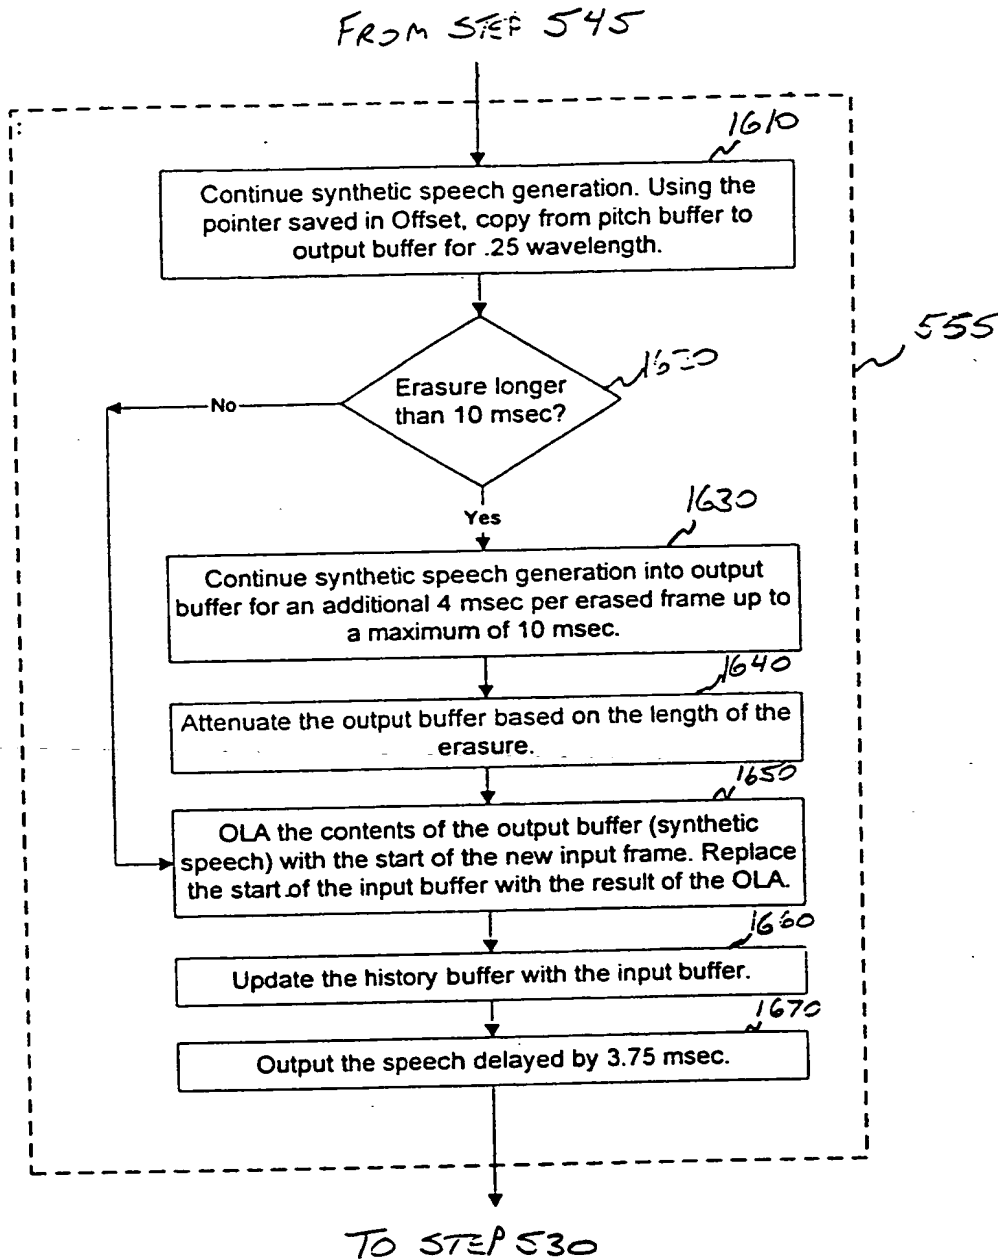 FROM STEP 545
1610
Continue synthetic speech generation. Using the
pointer saved in Offset, copy from pitch buffer to
output buffer for .25 wavelength.
555
1620
Erasure longer
than 10 msec?
No
Yes
1630
Continue synthetic speech generation into output
buffer for an additional 4 msec per erased frame up to
a maximum of 10 msec.
1640
Attenuate the output buffer based on the length of the
erasure.
1650
OLA the contents of the output buffer (synthetic
speech) with the start of the new input frame. Replace
the start of the input buffer with the result of the OLA.
1660
Update the history buffer with the input buffer.
1670
Output the speech delayed by 3.75 msec.
TO STEP 530